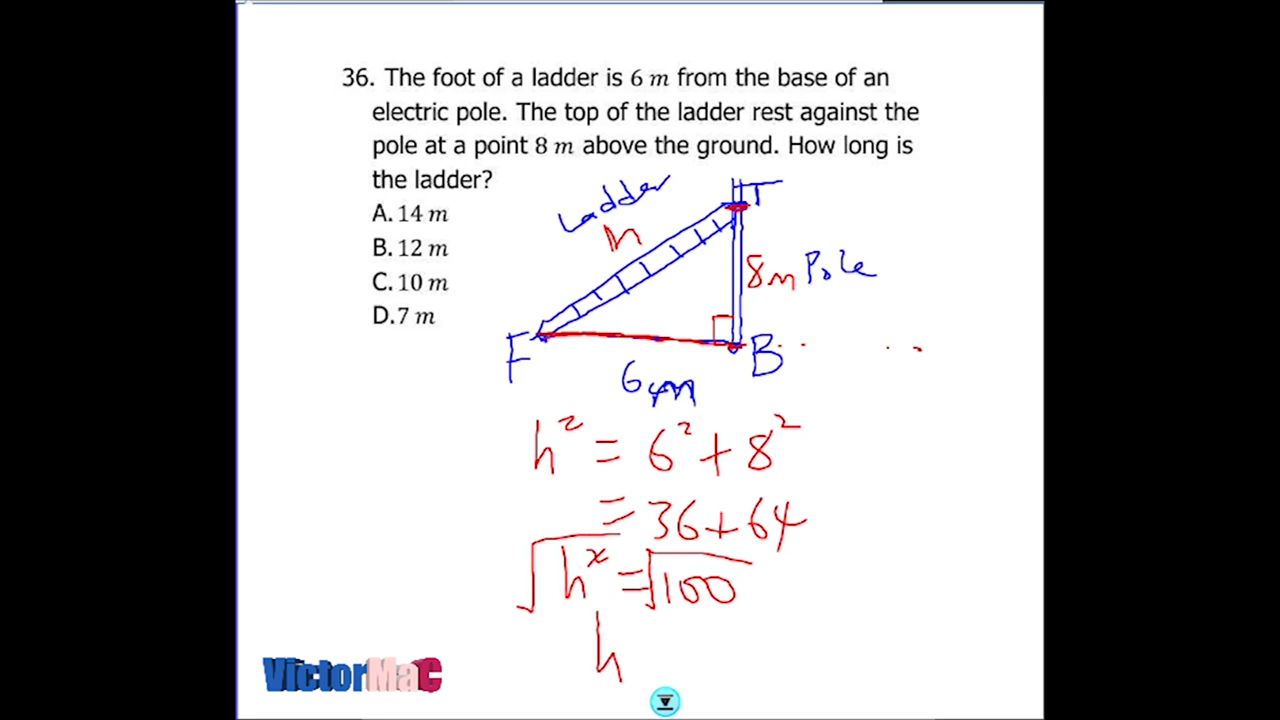 36. The foot of a ladder is 6 m from the base of an
electric pole. The top of the ladder rest against the
pole at a point 8 m above the ground. How long is
the ladder?
A. 14 m
B. 12 m
C. 10 m
D. 7 m
Ladder
h
T
8m Pole
F
B
6m
h² = 6² + 8²
= 36 + 64
√h² = √100
h
VictorMaC